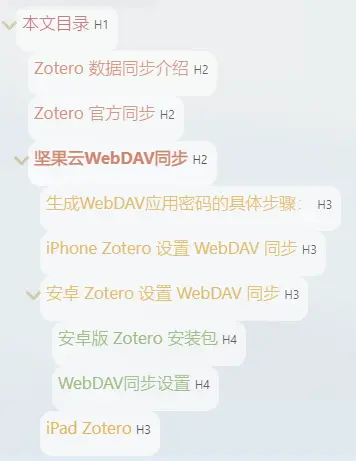 本文目录 H1
Zotero 数据同步介绍 H2
Zotero 官方同步 H2
坚果云WebDAV同步 H2
生成WebDAV应用密码的具体步骤： H3
iPhone Zotero 设置 WebDAV 同步 H3
安卓 Zotero 设置 WebDAV 同步 H3
安卓版 Zotero 安装包 H4
WebDAV同步设置 H4
iPad Zotero H3